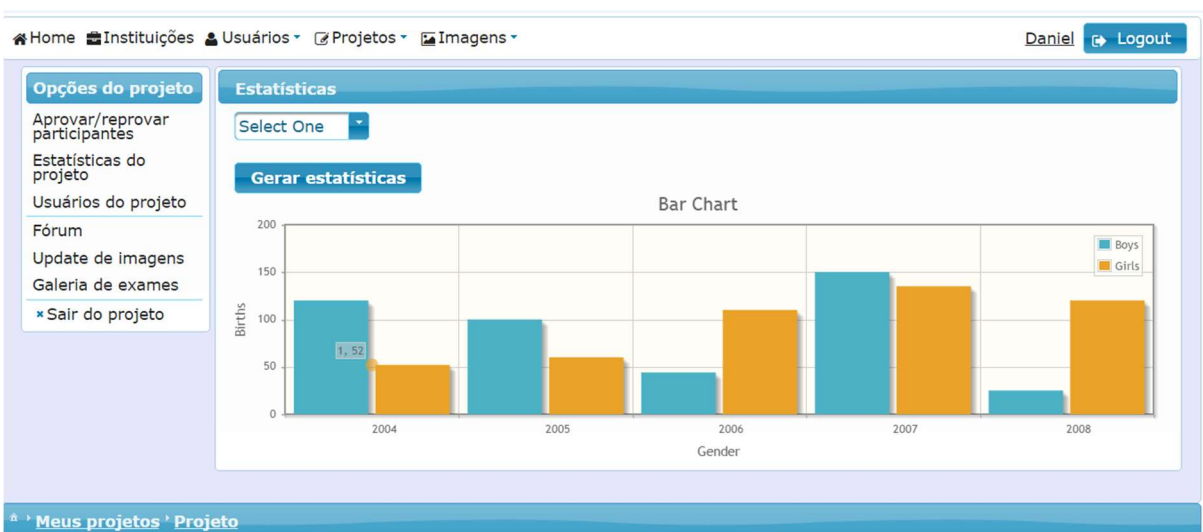 Home Instituições Usuários Projetos Imagens Daniel Logout
Opções do projeto
Aprovar/reprovar
participantes
Estatísticas do
projeto
Usuários do projeto
Fórum
Update de imagens
Galeria de exames
Sair do projeto
Estatísticas
Select One
Gerar estatísticas
Bar Chart
200
150
100
50
0
Births
Boys
Girls
1, 52
2004 2005 2006 2007 2008
Gender
Meus projetos Projeto